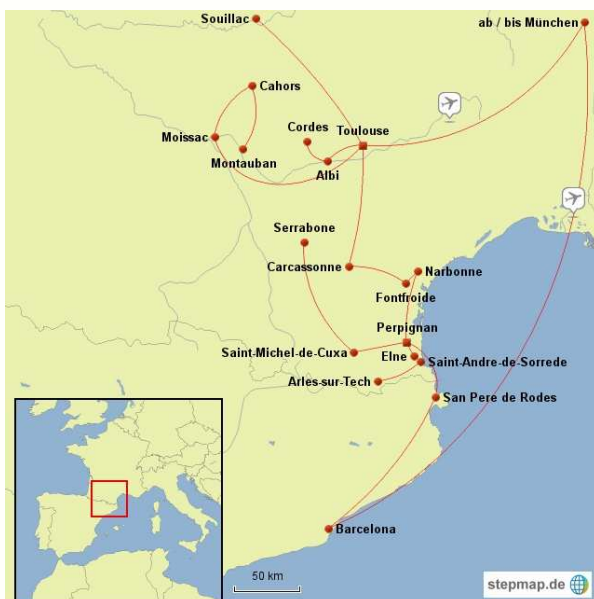 Souillac
ab / bis München
Cahors
Cordes
Toulouse
Moissac
Montauban
Albi
Serrabone
Carcassonne
Narbonne
Fontfroide
Perpignan
Saint-Michel-de-Cuxa
Elne
Saint-Andre-de-Sorrede
Arles-sur-Tech
San Pere de Rodes
Barcelona
50 km
stepmap.de